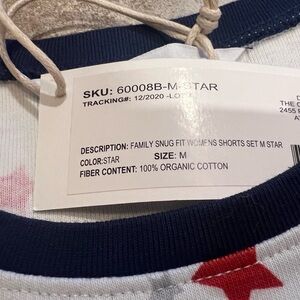 SKU: 60008B-M-STAR
TRACKING#: 12/2020 -LOT
THE
2455
DESCRIPTION: FAMILY SNUG FIT WOMENS SHORTS SET M STAR
COLOR:STAR SIZE: M
FIBER CONTENT: 100% ORGANIC COTTON